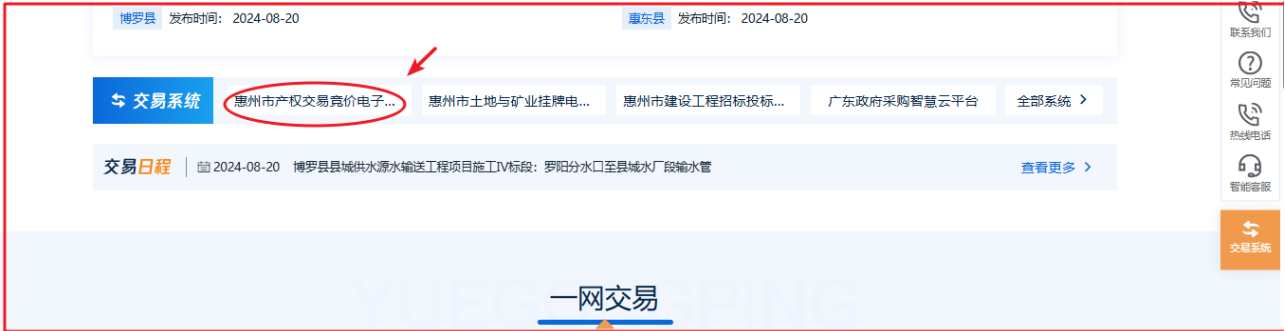 博罗县 发布时间： 2024-08-20
惠东县 发布时间： 2024-08-20
联系我们
常见问题
交易系统 惠州市产权交易竞价电子... 惠州市土地与矿业挂牌电... 惠州市建设工程招标投标... 广东政府采购智慧云平台 全部系统
热线电话
交易日程 2024-08-20 博罗县县城供水源水输送工程项目施工Ⅳ标段：罗阳分水口至县城水厂段输水管 查看更多
智能客服
交易系统
一网交易